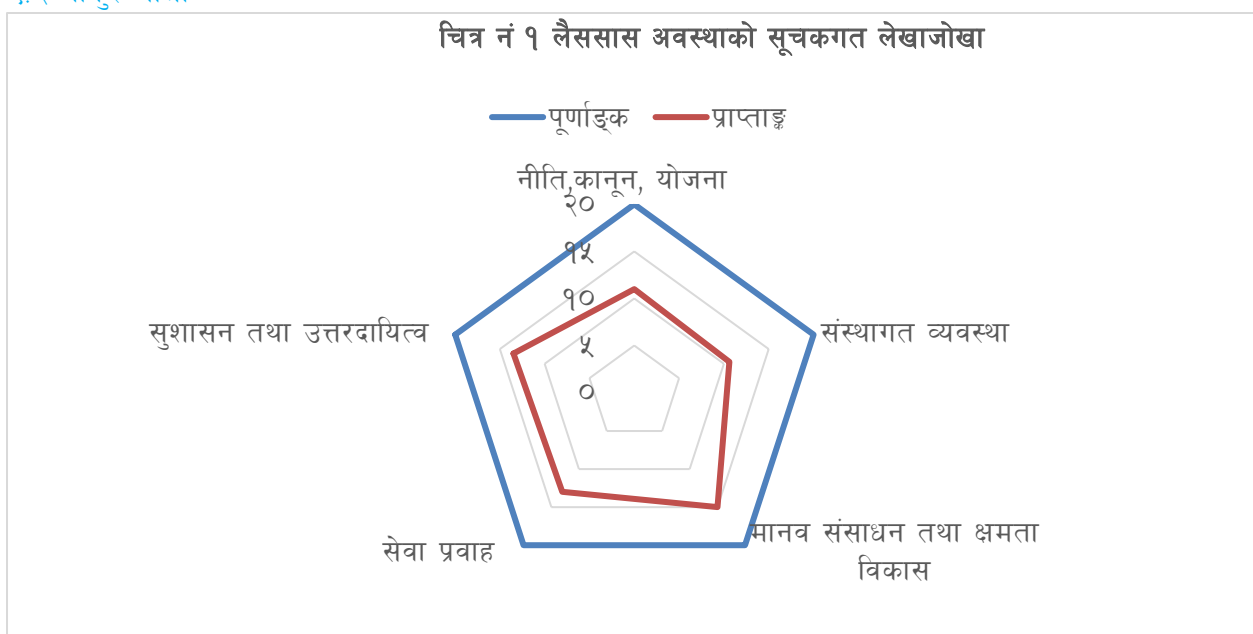 चित्र नं १ लैससास अवस्थाको सूचकगत लेखाजोखा
पूर्णाङ्क प्राप्ताङ्क
नीति,कानून, योजना
२०
१५
१०
५
०
संस्थागत व्यवस्था
मानव संसाधन तथा क्षमता
विकास
सेवा प्रवाह
सुशासन तथा उत्तरदायित्व